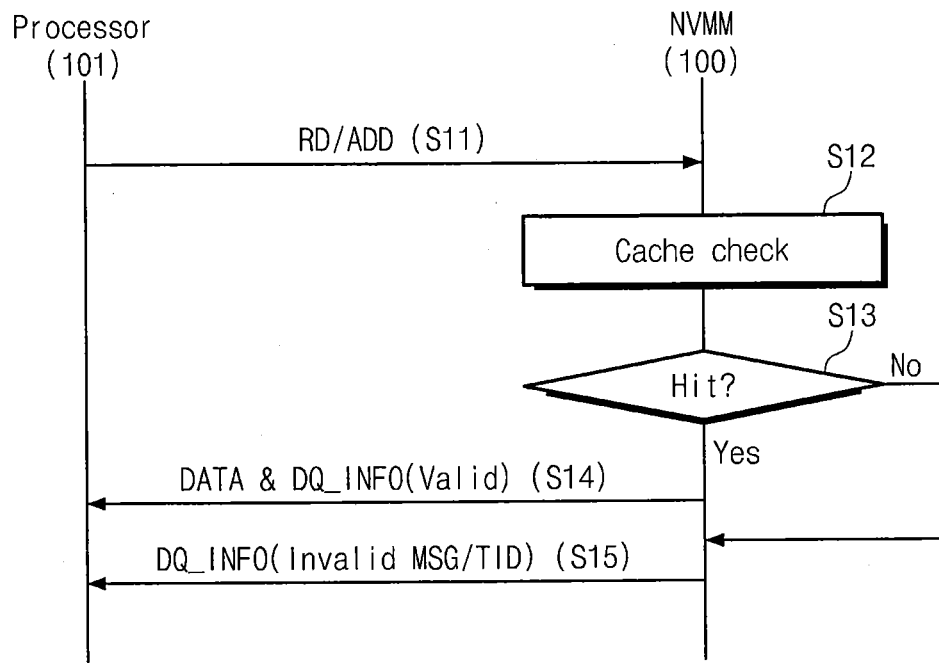 Processor
(101)
NVMM
(100)
RD/ADD (S11)
S12
Cache check
S13
Hit?
No
Yes
DATA & DQ_INFO(Valid) (S14)
DQ_INFO(Invalid MSG/TID) (S15)